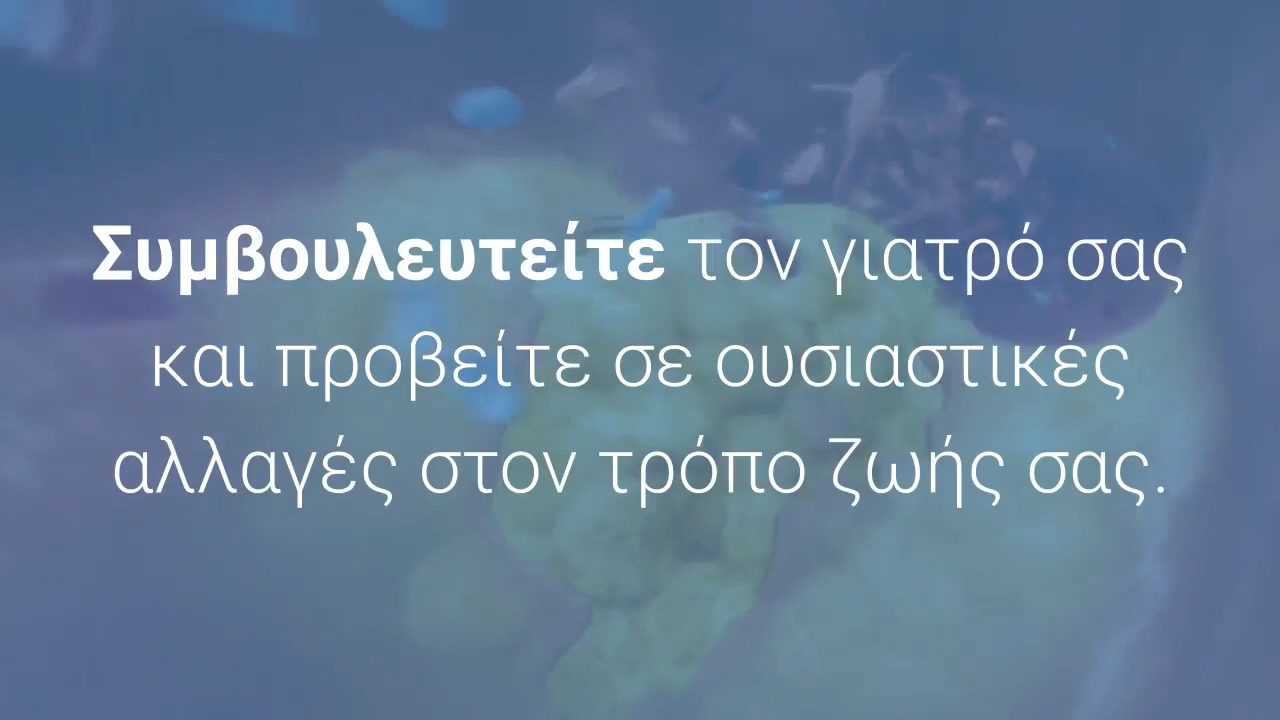 Συμβουλευτείτε τον γιατρό σας
και προβείτε σε ουσιαστικές
αλλαγές στον τρόπο ζωής σας.